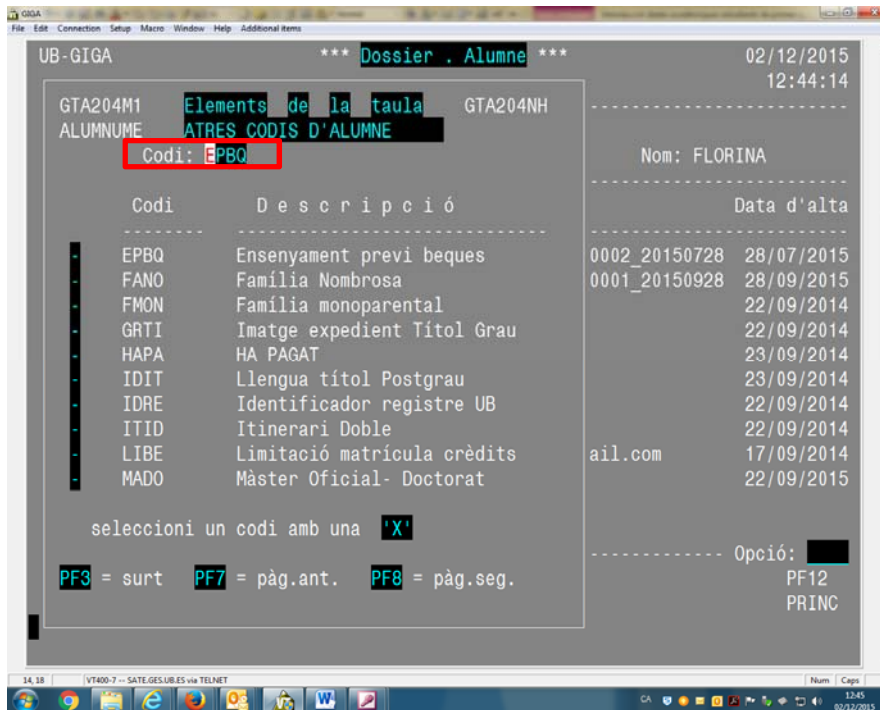 GIGA
File Edit Connection Setup Macro Window Help Additional items
UB-GIGA *** Dossier . Alumne *** 02/12/2015
12:44:14
GTA204M1 Elements de la taula GTA204NH -------------------------
ALUMNUME ATRES CODIS D'ALUMNE
Codi: EPBQ Nom: FLORINA
-------------------------
Codi D e s c r i p c i ó Data d'alta
-------- ------------------------------ -------------------------
- EPBQ Ensenyament previ beques 0002_20150728 28/07/2015
- FANO Família Nombrosa 0001_20150928 28/09/2015
- FMON Família monoparental 22/09/2014
- GRTI Imatge expedient Títol Grau 22/09/2014
- HAPA HA PAGAT 23/09/2014
- IDIT Llengua títol Postgrau 23/09/2014
- IDRE Identificador registre UB 22/09/2014
- ITID Itinerari Doble 22/09/2014
- LIBE Limitació matrícula crèdits ail.com 17/09/2014
- MADO Màster Oficial- Doctorat 22/09/2015
seleccioni un codi amb una 'X'
------------- Opció:
PF3 = surt PF7 = pàg.ant. PF8 = pàg.seg. PF12
PRINC
14, 18 VT400-7 -- SATE.GES.UB.ES via TELNET Num Caps
CA 12:45
02/12/2015